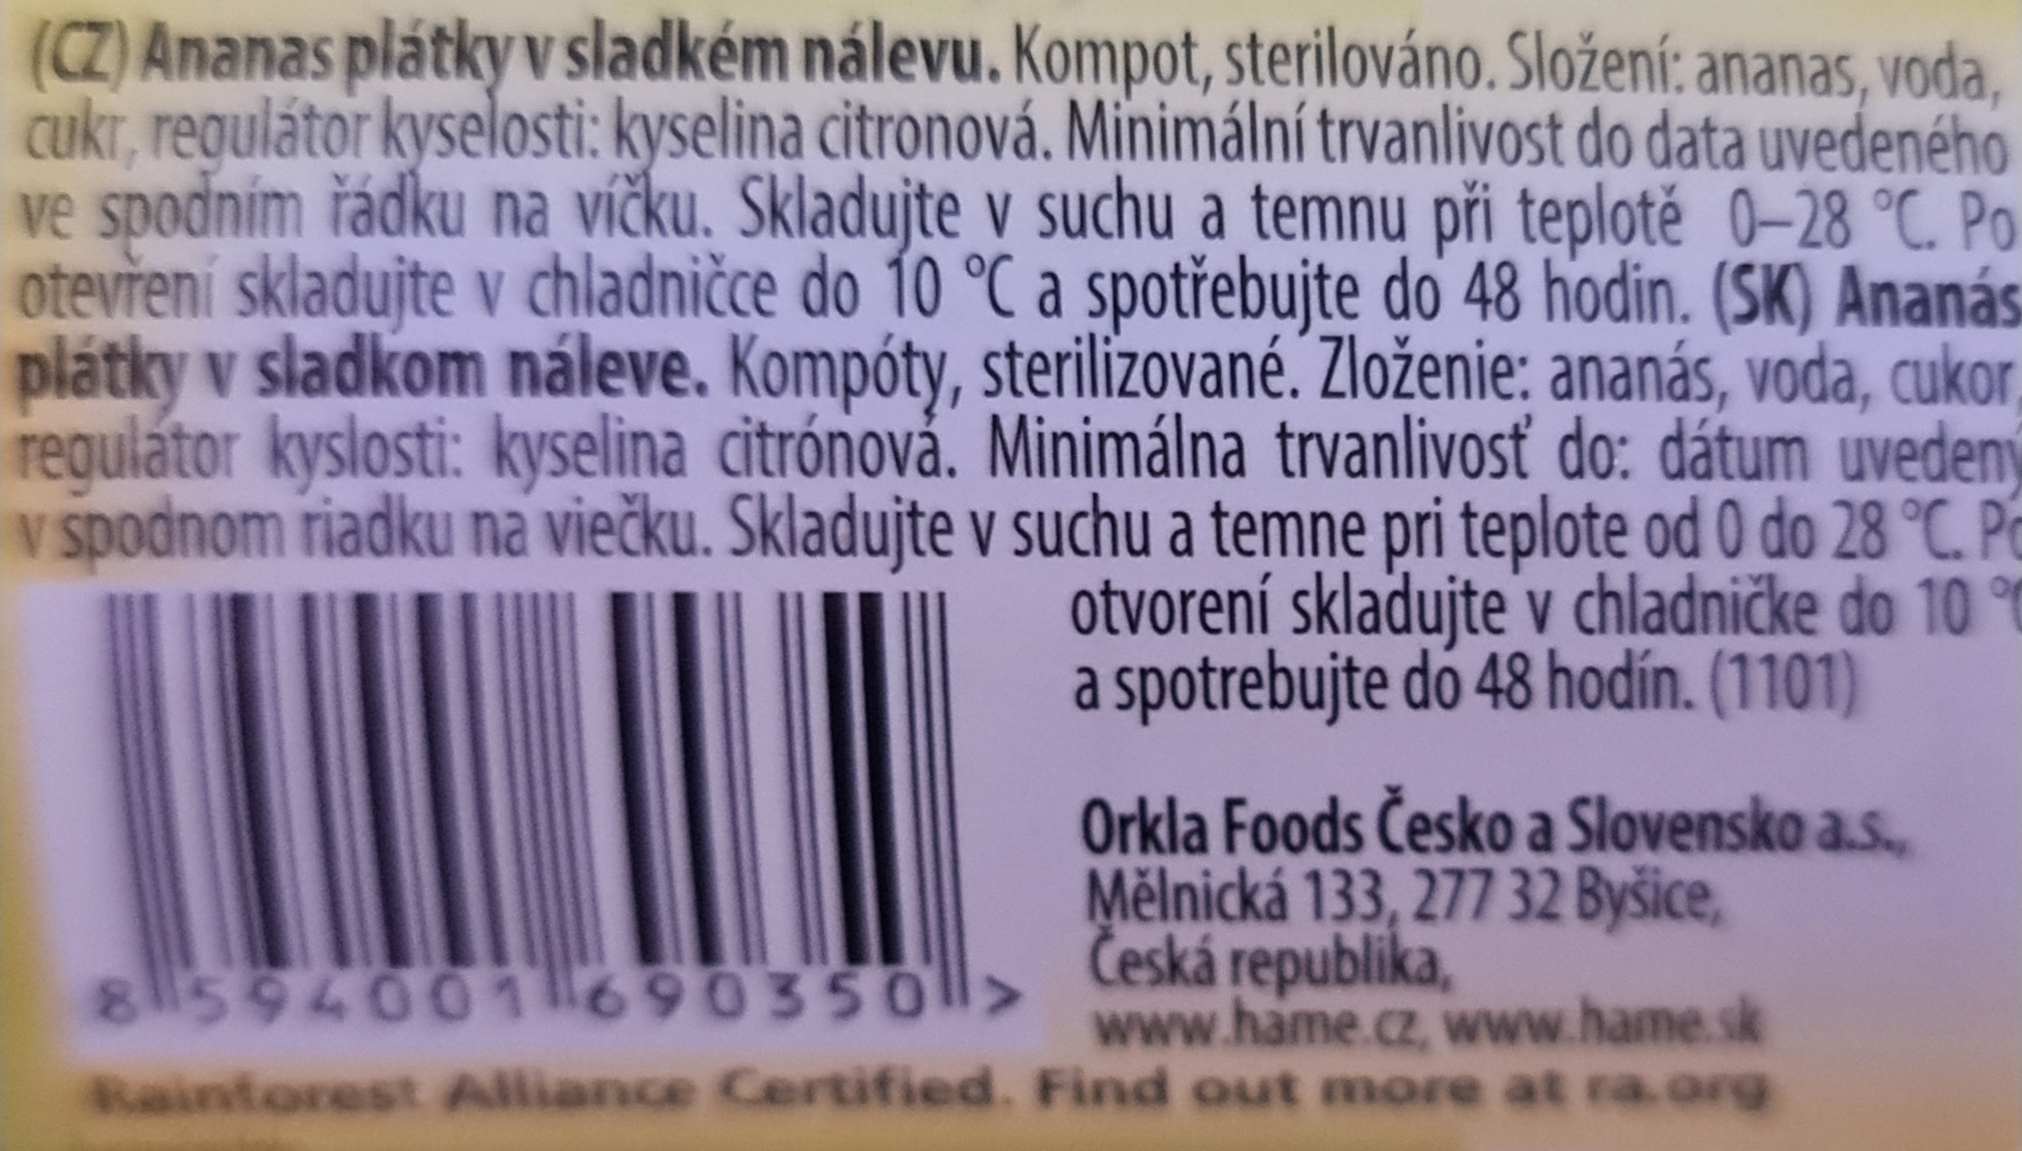 (CZ) Ananas plátky v sladkém nálevu. Kompot, sterilováno. Složení: ananas, voda,
cukr, regulátor kyselosti: kyselina citronová. Minimální trvanlivost do data uvedeného
ve spodním řádku na víčku. Skladujte v suchu a temnu při teplotě 0–28 °C. Po
otevření skladujte v chladničce do 10 °C a spotřebujte do 48 hodin. (SK) Ananás
plátky v sladkom náleve. Kompóty, sterilizované. Zloženie: ananás, voda, cukor,
regulátor kyslosti: kyselina citrónová. Minimálna trvanlivosť do: dátum uvedený
v spodnom riadku na viečku. Skladujte v suchu a temne pri teplote od 0 do 28 °C. Po
otvorení skladujte v chladničke do 10 °C
a spotrebujte do 48 hodín. (1101)
Orkla Foods Česko a Slovensko a.s.,
Mělnická 133, 277 32 Byšice,
Česká republika,
www.hame.cz, www.hame.sk
8 594001 690350 >
Rainforest Alliance Certified. Find out more at ra.org